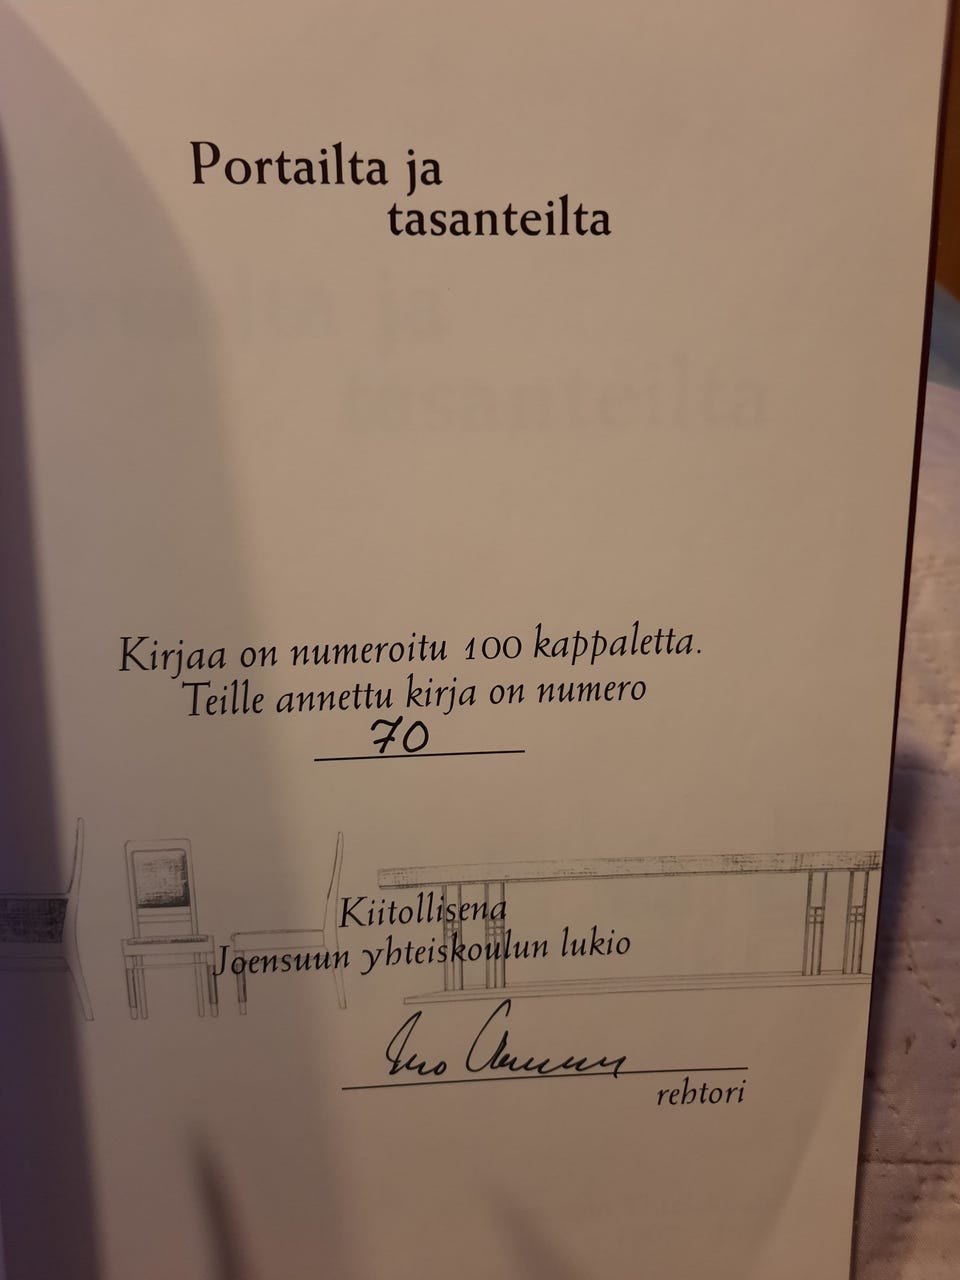 Portailta ja
tasanteilta
Kirjaa on numeroitu 100 kappaletta.
Teille annettu kirja on numero
70
Kiitollisena
Joensuun yhteiskoulun lukio
rehtori